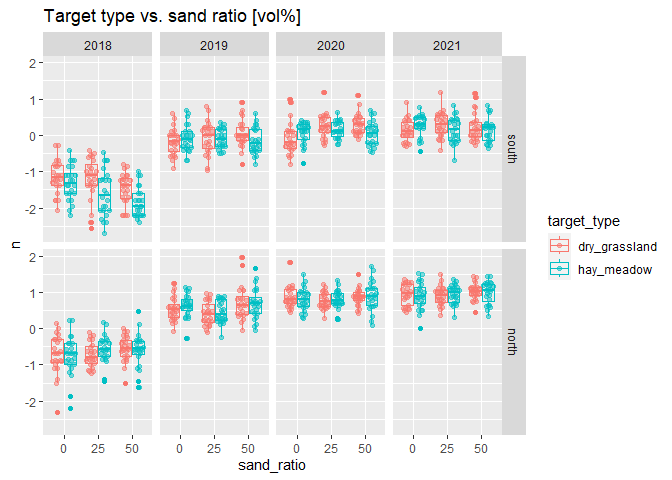 Target type vs. sand ratio [vol%]
2018 2019 2020 2021
2
1
0
-1
-2
south
n
2
1
0
-1
-2
north
0 25 50 0 25 50 0 25 50 0 25 50
sand_ratio
target_type
dry_grassland
hay_meadow